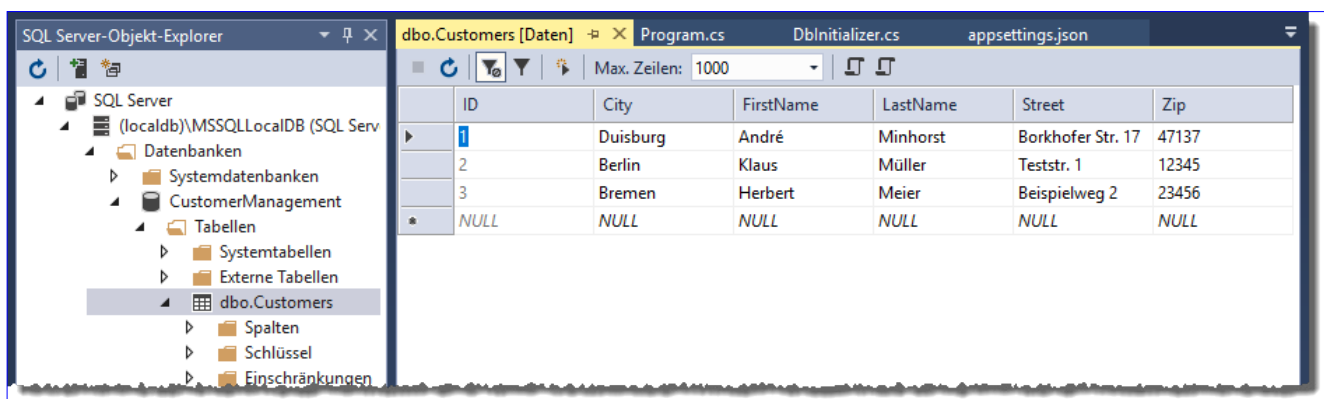 SQL Server-Objekt-Explorer
SQL Server
(localdb)\MSSQLLocalDB (SQL Serv
Datenbanken
Systemdatenbanken
CustomerManagement
Tabellen
Systemtabellen
Externe Tabellen
dbo.Customers
Spalten
Schlüssel
Einschränkungen
dbo.Customers [Daten] Program.cs DbInitializer.cs appsettings.json
Max. Zeilen: 1000
ID City FirstName LastName Street Zip
1 Duisburg André Minhorst Borkhofer Str. 17 47137
2 Berlin Klaus Müller Teststr. 1 12345
3 Bremen Herbert Meier Beispielweg 2 23456
NULL NULL NULL NULL NULL NULL